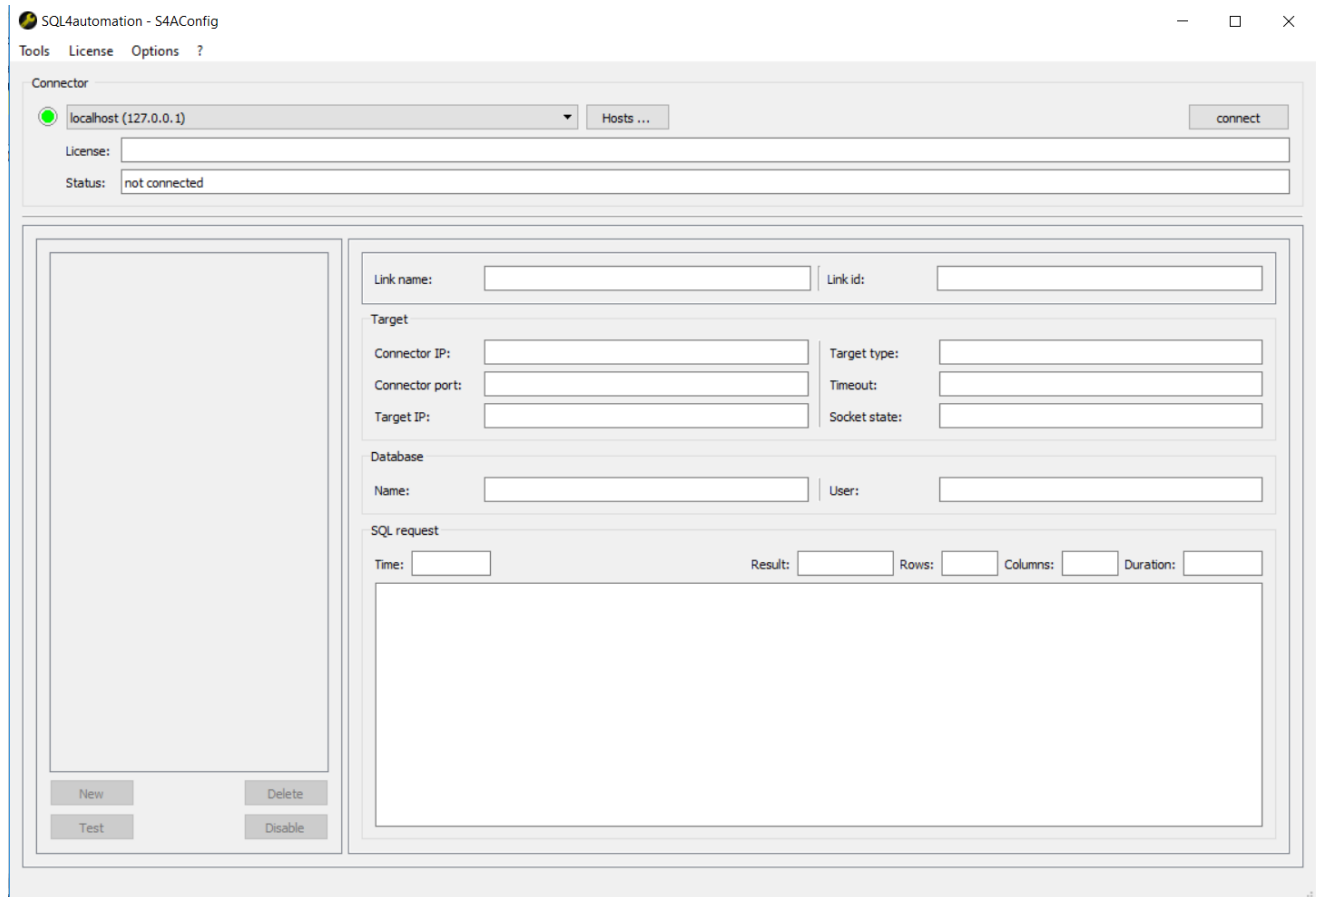 SQL4automation - S4AConfig
Tools License Options ?
Connector
localhost (127.0.0.1) Hosts ... connect
License:
Status: not connected
Link name: Link id:
Target
Connector IP: Target type:
Connector port: Timeout:
Target IP: Socket state:
Database
Name: User:
SQL request
Time: Result: Rows: Columns: Duration:
New Delete
Test Disable